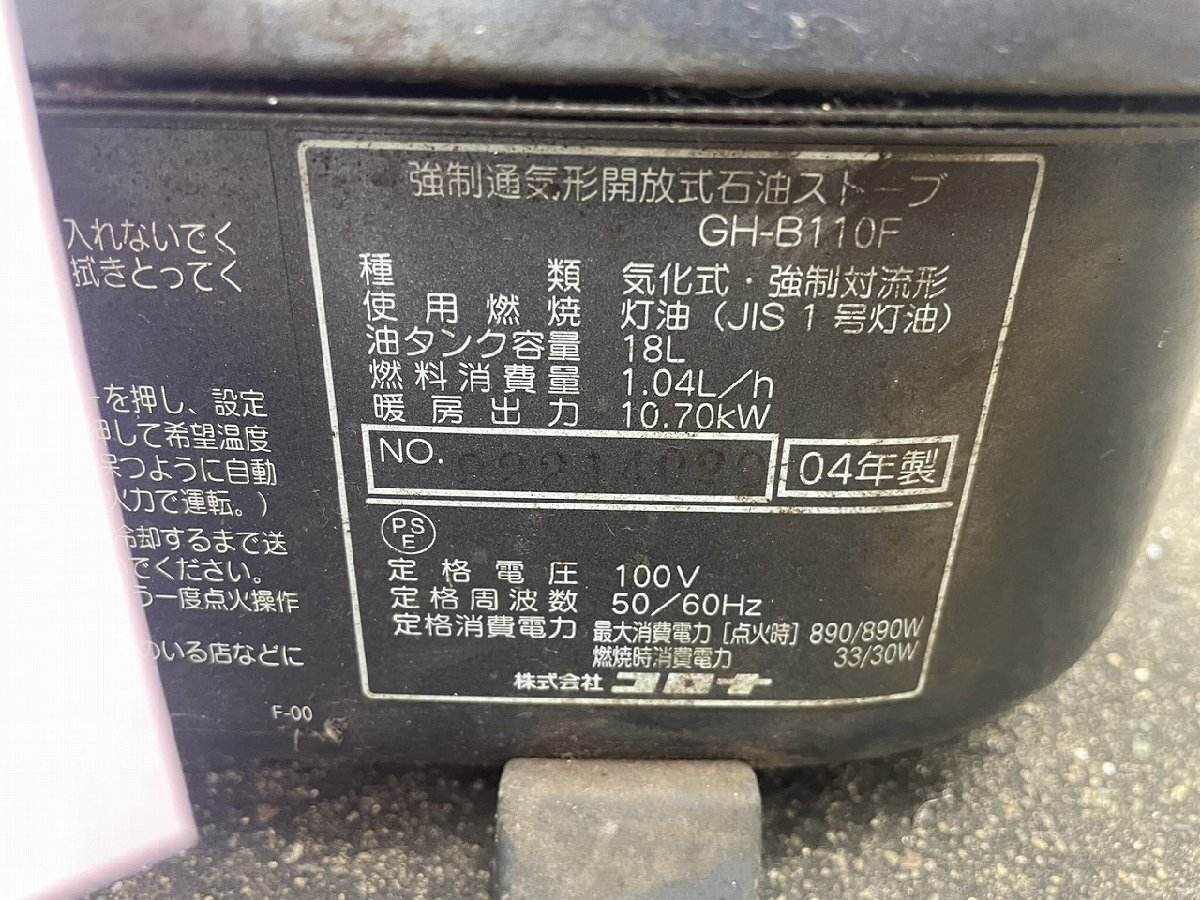 入れないでく
拭きとってく
を押し、設定
押して希望温度
保つように自動
火力で運転。)
冷却するまで送
でください。
う一度点火操作
のいる店などに
F-00
強制通気形開放式石油ストーブ
GH-B110F
種類 気化式・強制対流形
使用燃焼 灯油(JIS 1 号灯油)
油タンク容量 18L
燃料消費量 1.04L/h
暖房出力 10.70kW
NO.
04年製
PSE
定格電圧 100V
定格周波数 50/60Hz
定格消費電力 最大消費電力[点火時] 890/890W
燃焼時消費電力 33/30W
株式会社 コロナ